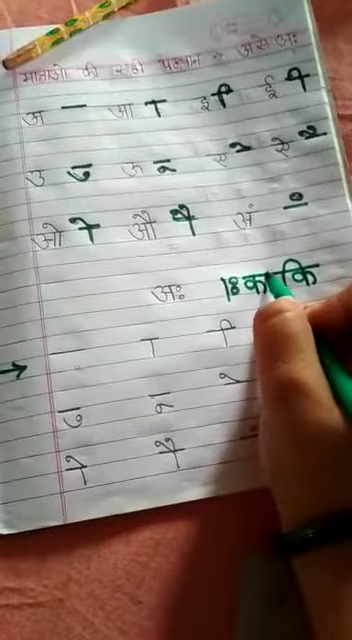 मात्राओ की सही पहचान → अ से अः
अ — आ ा इ ि ई ी
उ ु ऊ ू ए े ऐ ै
ओ ो औ ौ अं ं
अः ाः का कि
— ा ि
ु ू े
ो ौ ं